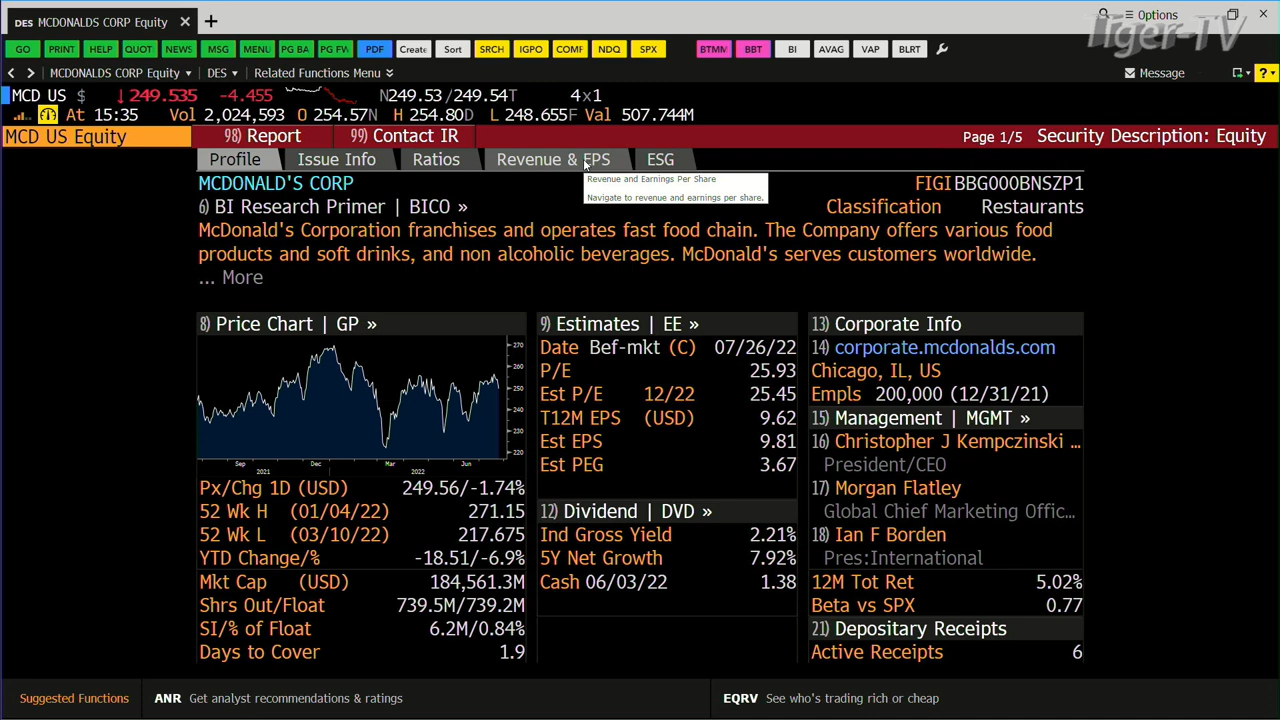 DES MCDONALDS CORP Equity ✕ +
Options
Tiger-TV
GO PRINT HELP QUOT NEWS MSG MENU PG BA PG FW PDF Create Sort SRCH IGPO COMF NDQ SPX BTMM BBT BI AVAG VAP BLRT
MCDONALDS CORP Equity DES Related Functions Menu Message ?
MCD US $ ↓249.535 -4.455 N249.53/249.54T 4x1
At 15:35 Vol 2,024,593 O 254.57N H 254.80D L 248.655F Val 507.744M
MCD US Equity 98) Report 99) Contact IR Page 1/5 Security Description: Equity
Profile Issue Info Ratios Revenue & EPS ESG
Revenue and Earnings Per Share
Navigate to revenue and earnings per share.
MCDONALD'S CORP FIGI BBG000BNSZP1
6) BI Research Primer | BICO » Classification Restaurants
McDonald's Corporation franchises and operates fast food chain. The Company offers various food
products and soft drinks, and non alcoholic beverages. McDonald's serves customers worldwide.
... More
8) Price Chart | GP »
270
260
250
240
230
220
Sep Dec Mar Jun
2021 2022
Px/Chg 1D (USD) 249.56/-1.74%
52 Wk H (01/04/22) 271.15
52 Wk L (03/10/22) 217.675
YTD Change/% -18.51/-6.9%
Mkt Cap (USD) 184,561.3M
Shrs Out/Float 739.5M/739.2M
SI/% of Float 6.2M/0.84%
Days to Cover 1.9
9) Estimates | EE »
Date Bef-mkt (C) 07/26/22
P/E 25.93
Est P/E 12/22 25.45
T12M EPS (USD) 9.62
Est EPS 9.81
Est PEG 3.67
12) Dividend | DVD »
Ind Gross Yield 2.21%
5Y Net Growth 7.92%
Cash 06/03/22 1.38
13) Corporate Info
14) corporate.mcdonalds.com
Chicago, IL, US
Empls 200,000 (12/31/21)
15) Management | MGMT »
16) Christopher J Kempczinski ...
President/CEO
17) Morgan Flatley
Global Chief Marketing Offic...
18) Ian F Borden
Pres:International
12M Tot Ret 5.02%
Beta vs SPX 0.77
21) Depositary Receipts
Active Receipts 6
Suggested Functions ANR Get analyst recommendations & ratings EQRV See who's trading rich or cheap